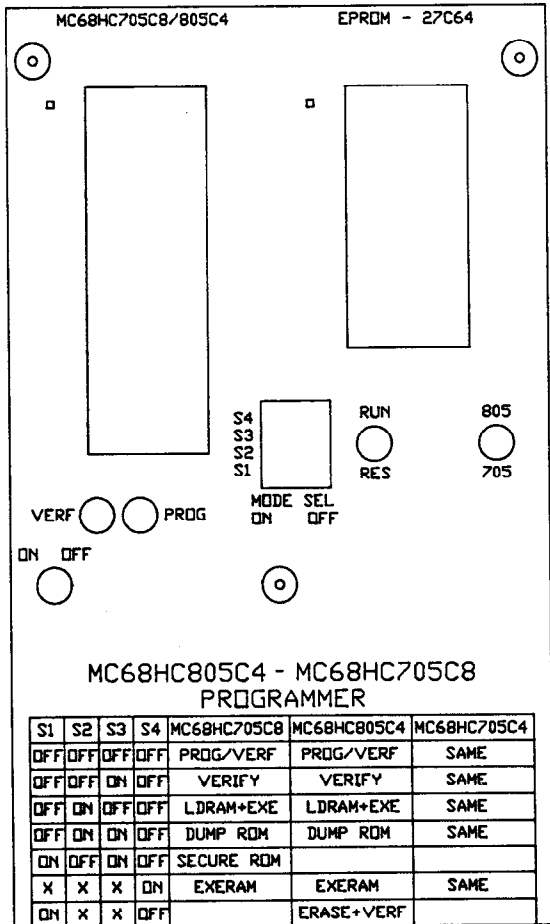 MC68HC705C8/805C4 EPROM - 27C64
S4
S3
S2
S1
RUN
RES
805
705
MODE SEL
ON OFF
VERF PROG
ON OFF
MC68HC805C4 - MC68HC705C8
PROGRAMMER
S1 S2 S3 S4 MC68HC705C8 MC68HC805C4 MC68HC705C4
OFF OFF OFF OFF PROG/VERF PROG/VERF SAME
OFF OFF ON OFF VERIFY VERIFY SAME
OFF ON OFF OFF LDRAM+EXE LDRAM+EXE SAME
OFF ON ON OFF DUMP ROM DUMP ROM SAME
ON OFF ON OFF SECURE ROM
X X X ON EXERAM EXERAM SAME
ON X X OFF ERASE+VERF